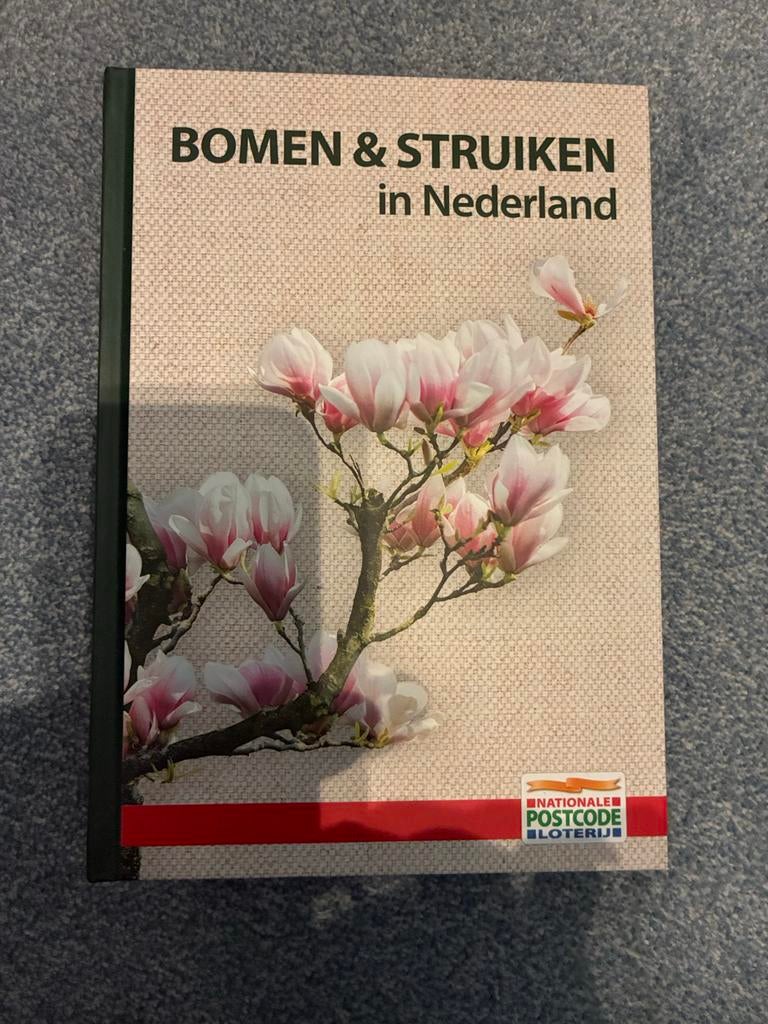 BOMEN & STRUIKEN
in Nederland
NATIONALE
POSTCODE
LOTERIJ